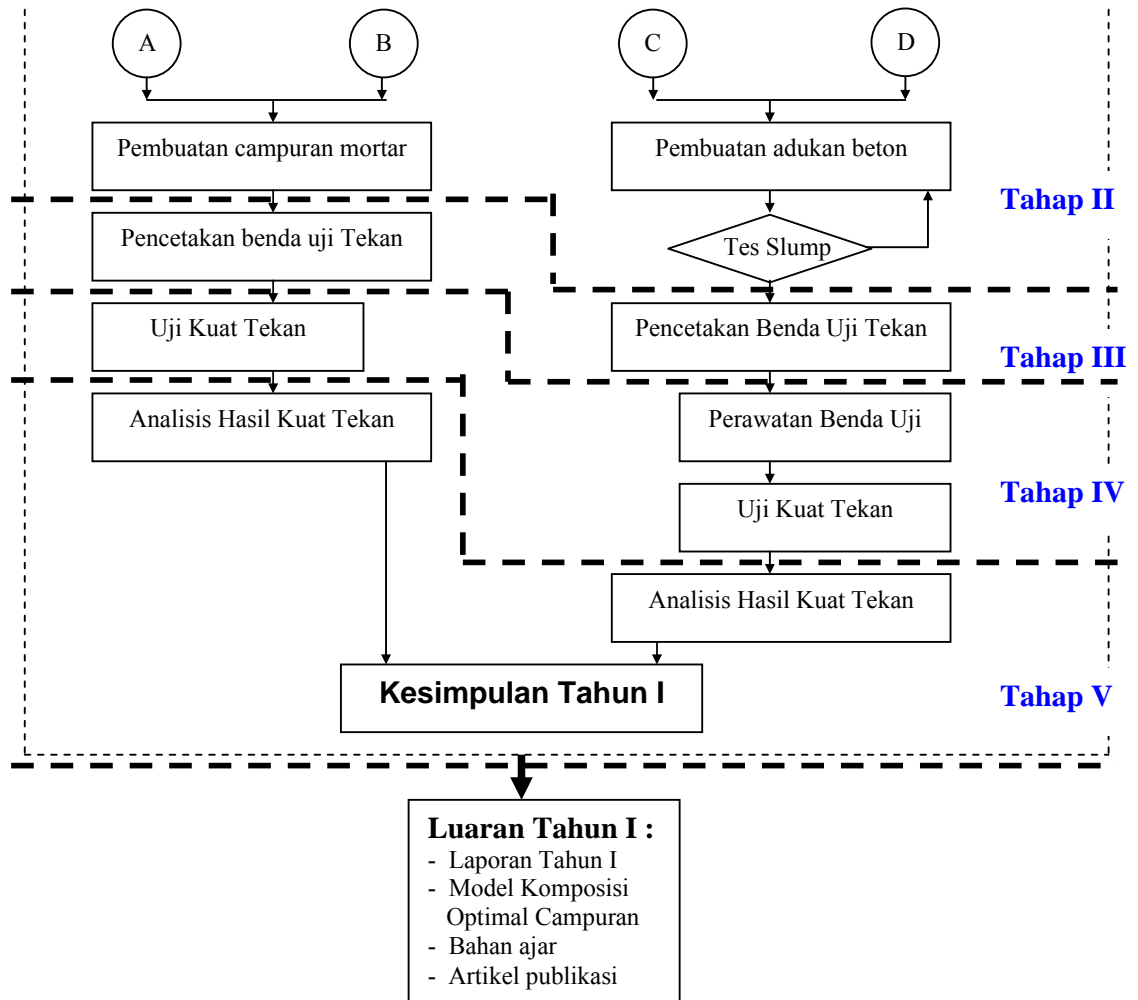 A
B
C
D
Pembuatan campuran mortar
Pembuatan adukan beton
Tahap II
Pencetakan benda uji Tekan
Tes Slump
Uji Kuat Tekan
Pencetakan Benda Uji Tekan
Tahap III
Analisis Hasil Kuat Tekan
Perawatan Benda Uji
Tahap IV
Uji Kuat Tekan
Analisis Hasil Kuat Tekan
Kesimpulan Tahun I
Tahap V
Luaran Tahun I :
- Laporan Tahun I
- Model Komposisi
Optimal Campuran
- Bahan ajar
- Artikel publikasi